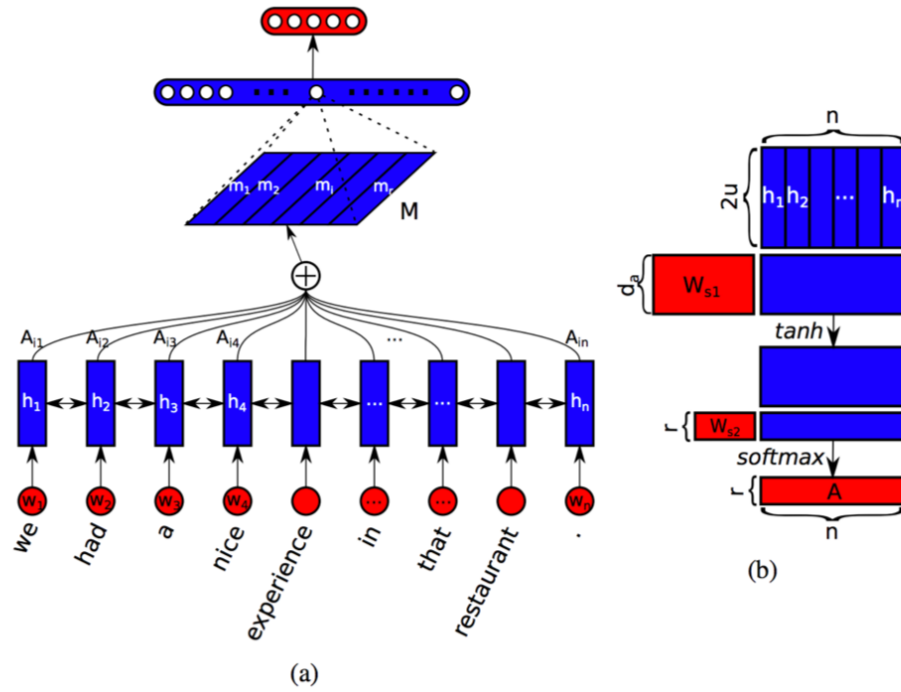 m₁ m₂ mᵢ mᵣ
M
Aᵢ₁ Aᵢ₂ Aᵢ₃ Aᵢ₄ ... Aᵢₙ
h₁ h₂ h₃ h₄ ... ... hₙ
w₁ w₂ w₃ w₄ ... ... wₙ
we had a nice experience in that restaurant .
(a)
n
2u h₁ h₂ ... hₙ
dₐ Wₛ₁
tanh
r Wₛ₂
softmax
r A
n
(b)